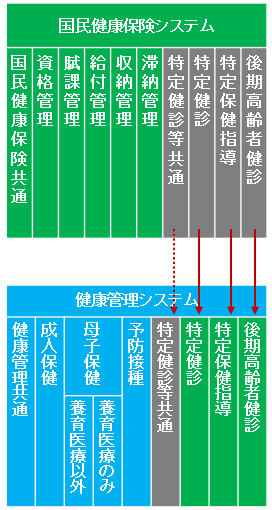 国民健康保険システム
国民健康保険共通
資格管理
賦課管理
給付管理
収納管理
滞納管理
特定健診等共通
特定健診
特定保健指導
後期高齢者健診
健康管理システム
健康管理共通
成人保健
母子保健
養育医療以外
養育医療のみ
予防接種
特定健診等共通
特定健診
特定保健指導
後期高齢者健診